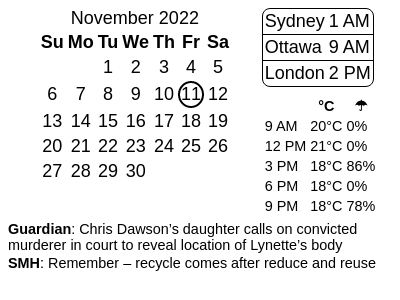 November 2022
Su Mo Tu We Th Fr Sa
1 2 3 4 5
6 7 8 9 10 11 12
13 14 15 16 17 18 19
20 21 22 23 24 25 26
27 28 29 30
Sydney 1 AM
Ottawa 9 AM
London 2 PM
°C ☂
9 AM 20°C 0%
12 PM 21°C 0%
3 PM 18°C 86%
6 PM 18°C 0%
9 PM 18°C 78%
Guardian: Chris Dawson’s daughter calls on convicted
murderer in court to reveal location of Lynette’s body
SMH: Remember – recycle comes after reduce and reuse